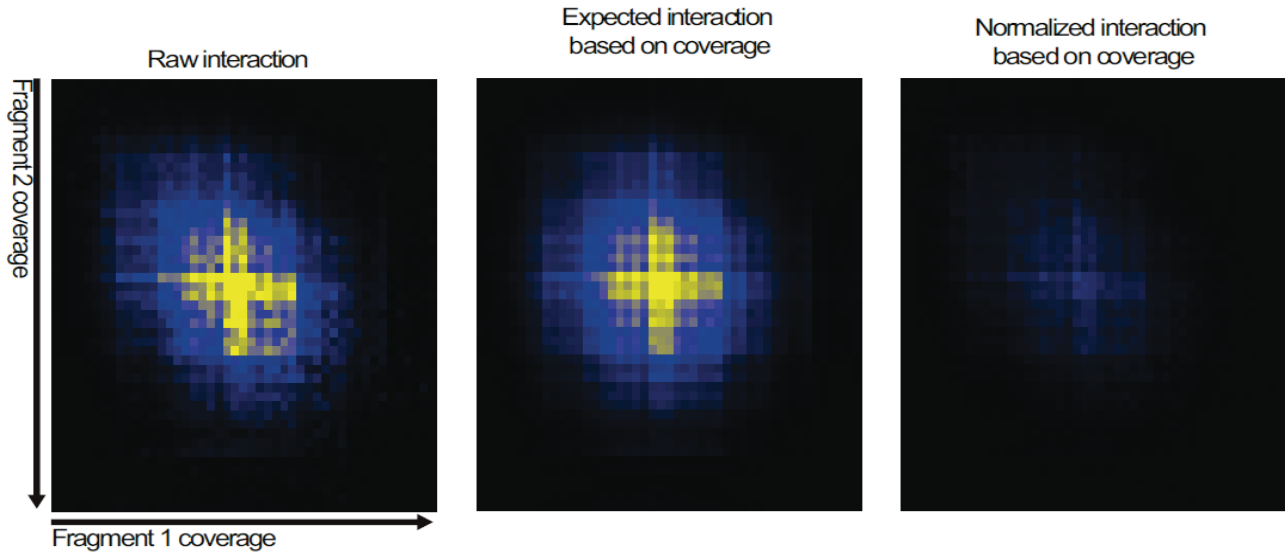 Raw interaction
Expected interaction
based on coverage
Normalized interaction
based on coverage
Fragment 2 coverage
Fragment 1 coverage